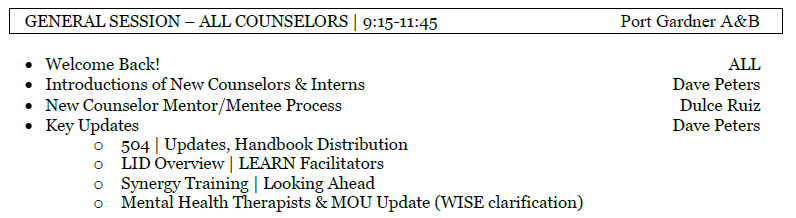 GENERAL SESSION – ALL COUNSELORS | 9:15-11:45 Port Gardner A&B
• Welcome Back! ALL
• Introductions of New Counselors & Interns Dave Peters
• New Counselor Mentor/Mentee Process Dulce Ruiz
• Key Updates Dave Peters
o 504 | Updates, Handbook Distribution
o LID Overview | LEARN Facilitators
o Synergy Training | Looking Ahead
o Mental Health Therapists & MOU Update (WISE clarification)